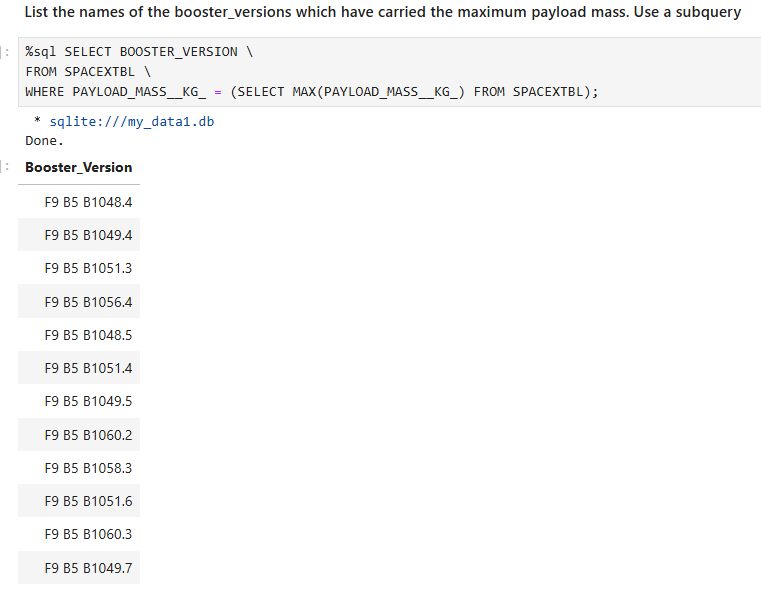 List the names of the booster_versions which have carried the maximum payload mass. Use a subquery
]: %sql SELECT BOOSTER_VERSION \
FROM SPACEXTBL \
WHERE PAYLOAD_MASS__KG_ = (SELECT MAX(PAYLOAD_MASS__KG_) FROM SPACEXTBL);
* sqlite:///my_data1.db
Done.
]: Booster_Version
F9 B5 B1048.4
F9 B5 B1049.4
F9 B5 B1051.3
F9 B5 B1056.4
F9 B5 B1048.5
F9 B5 B1051.4
F9 B5 B1049.5
F9 B5 B1060.2
F9 B5 B1058.3
F9 B5 B1051.6
F9 B5 B1060.3
F9 B5 B1049.7